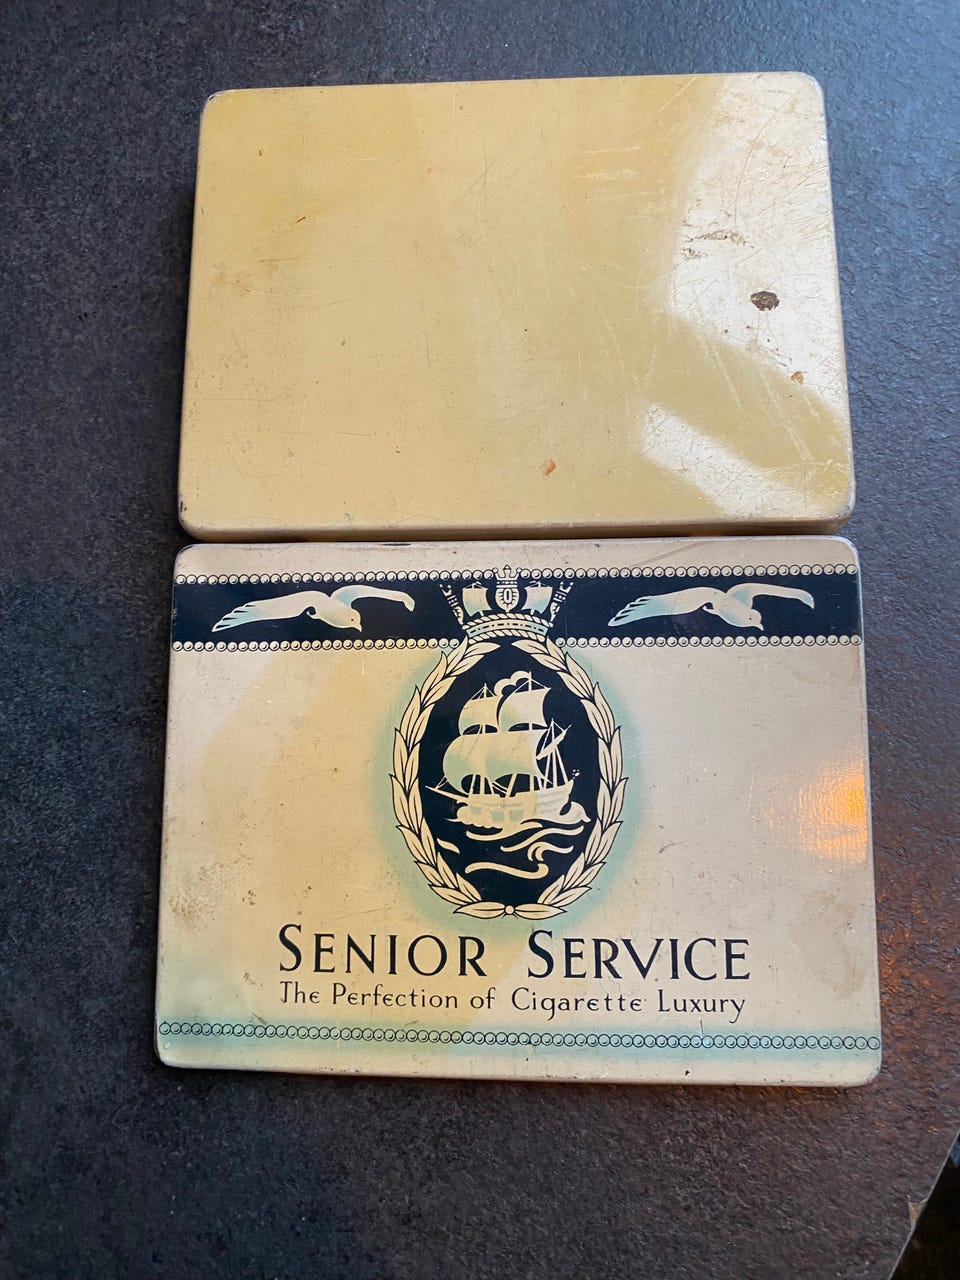 SENIOR SERVICE
The Perfection of Cigarette Luxury